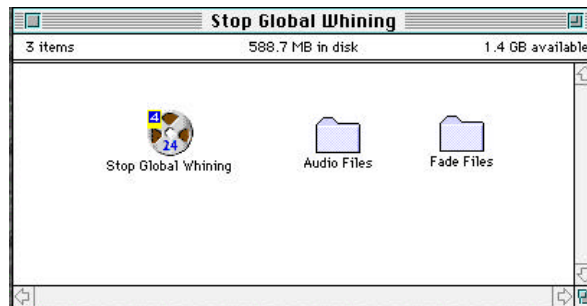 Stop Global Whining
3 items 588.7 MB in disk 1.4 GB available
4
24
Stop Global Whining Audio Files Fade Files